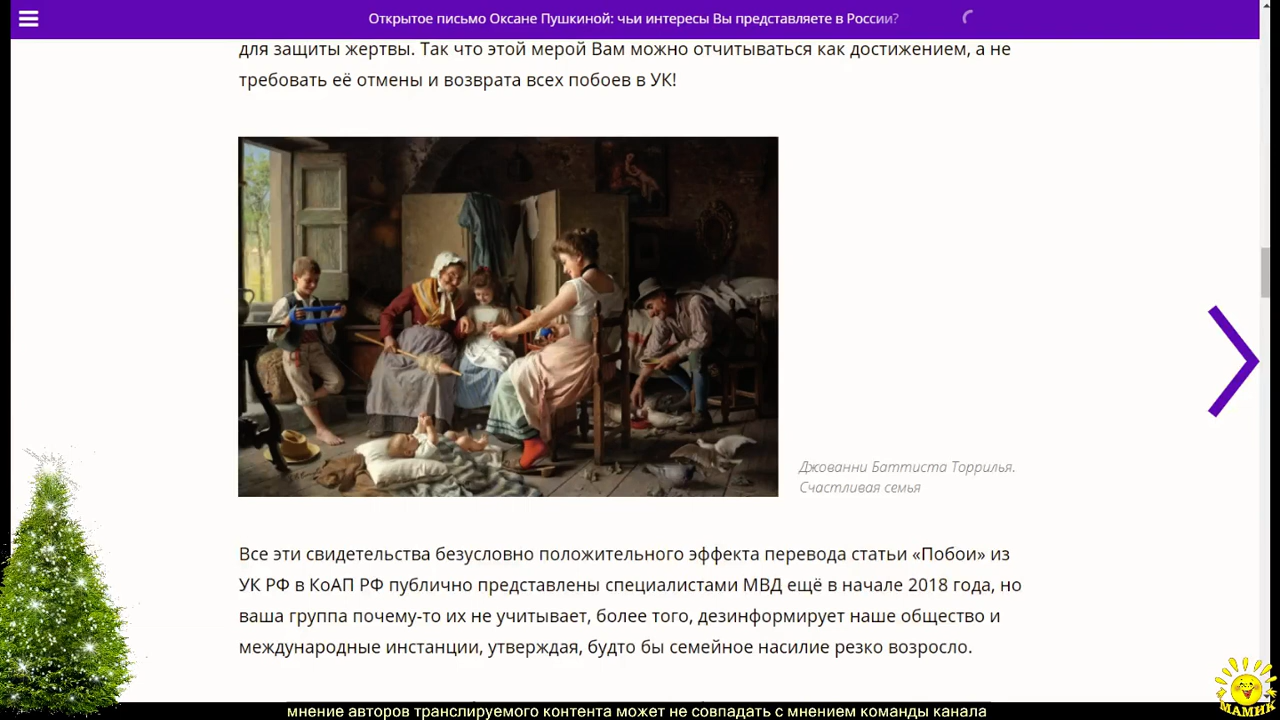 Открытое письмо Оксане Пушкиной: чьи интересы Вы представляете в России?
для защиты жертвы. Так что этой мерой Вам можно отчитываться как достижением, а не
требовать её отмены и возврата всех побоев в УК!
Джованни Баттиста Торрилья.
Счастливая семья
Все эти свидетельства безусловно положительного эффекта перевода статьи «Побои» из
УК РФ в КоАП РФ публично представлены специалистами МВД ещё в начале 2018 года, но
ваша группа почему-то их не учитывает, более того, дезинформирует наше общество и
международные инстанции, утверждая, будто бы семейное насилие резко возросло.
МАМИК
мнение авторов транслируемого контента может не совпадать с мнением команды канала